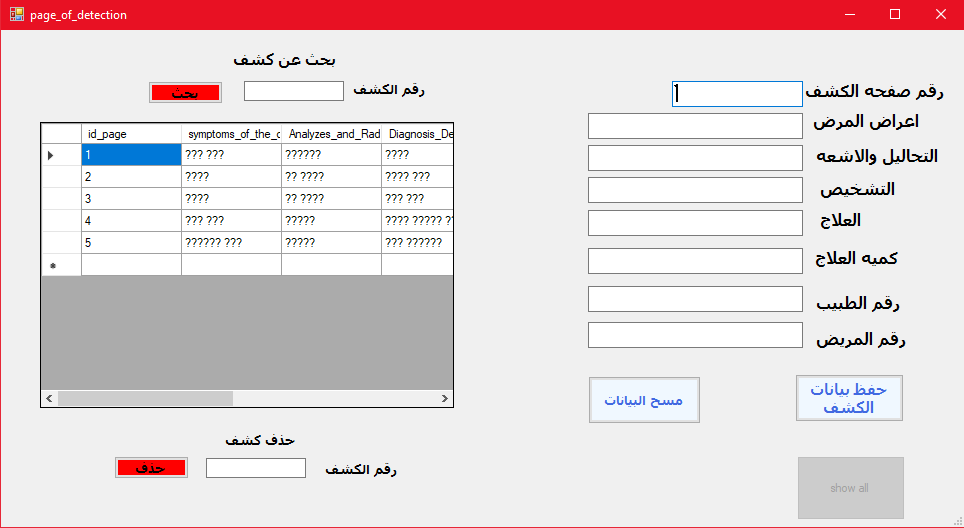 page_of_detection
بحث عن كشف
رقم الكشف
بحث
id_page symptoms_of_the_d Analyzes_and_Rad Diagnosis_De
1 ??? ??? ?????? ????
2 ???? ?? ???? ???? ???
3 ???? ?? ???? ??? ???
4 ??? ??? ????? ???? ????? ??
5 ?????? ??? ????? ??? ??????
حذف كشف
رقم الكشف
حذف
رقم صفحه الكشف
اعراض المرض
التحاليل والاشعه
التشخيص
العلاج
كميه العلاج
رقم الطبيب
رقم المريض
حفظ بيانات
الكشف
مسح البيانات
show all